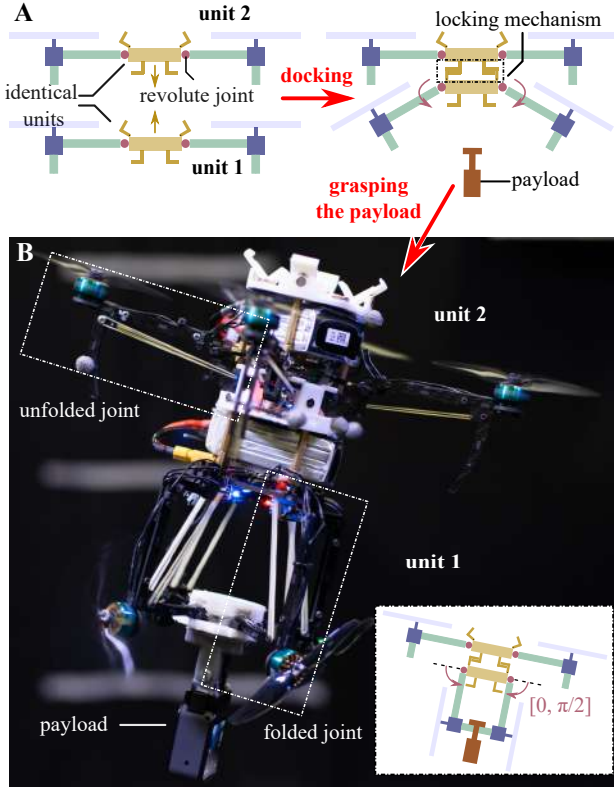 A
unit 2
identical
units
revolute joint
unit 1
docking
locking mechanism
payload
grasping
the payload
B
unit 2
unfolded joint
unit 1
payload
folded joint
[0, π/2]